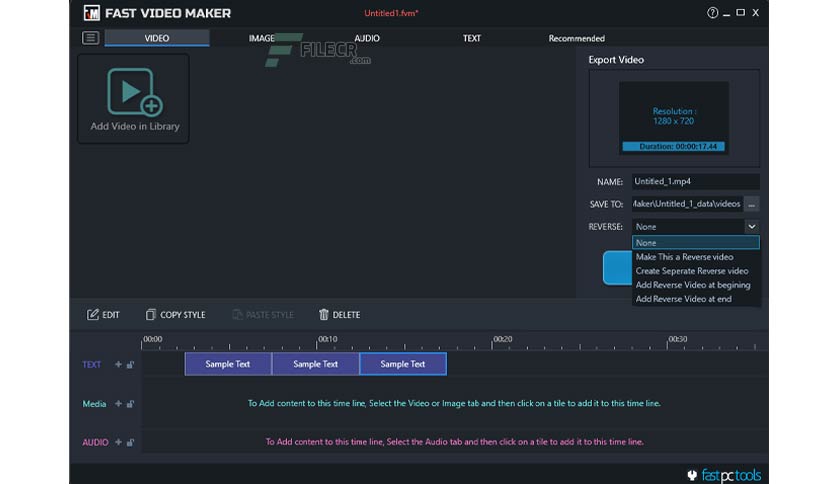 FAST VIDEO MAKER
Untitled1.fvm*
VIDEO
IMAGE
AUDIO
TEXT
Recommended
FILECR
.com
Add Video in Library
Export Video
Resolution :
1280 x 720
Duration: 00:00:17.44
NAME: Untitled_1.mp4
SAVE TO: Maker\Untitled_1_data\videos ...
REVERSE: None
None
Make This a Reverse video
Create Seperate Reverse video
Add Reverse Video at begining
Add Reverse Video at end
EDIT
COPY STYLE
PASTE STYLE
DELETE
00:00 00:10 00:20 00:30
TEXT
Sample Text
Sample Text
Sample Text
Media
To Add content to this time line, Select the Video or Image tab and then click on a tile to add it to this time line.
AUDIO
To Add content to this time line, Select the Audio tab and then click on a tile to add it to this time line.
fastpctools